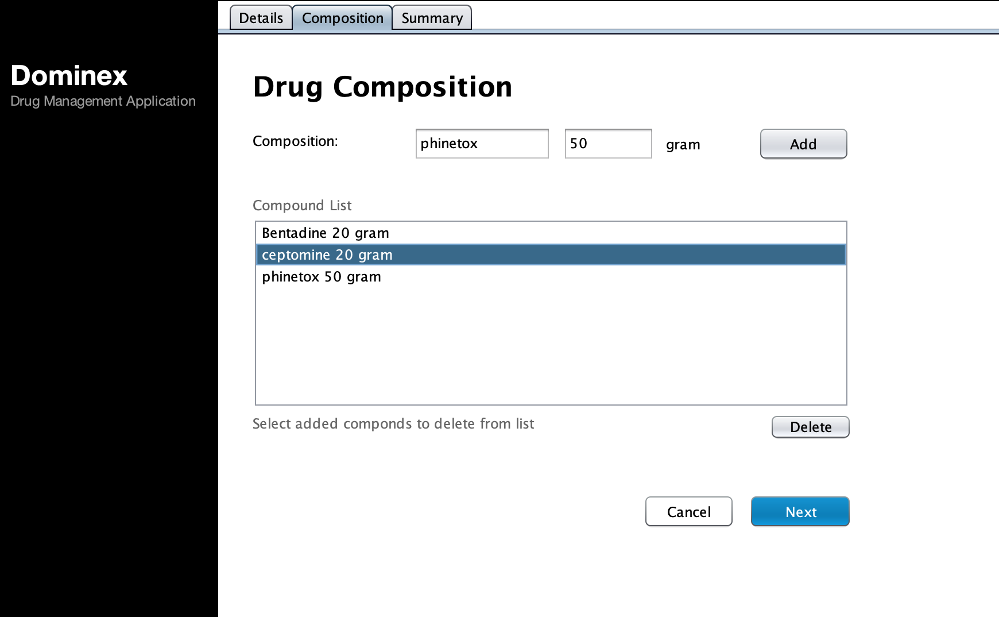 Details Composition Summary
Dominex
Drug Management Application
Drug Composition
Composition: phinetox 50 gram Add
Compound List
Bentadine 20 gram
ceptomine 20 gram
phinetox 50 gram
Select added componds to delete from list Delete
Cancel Next